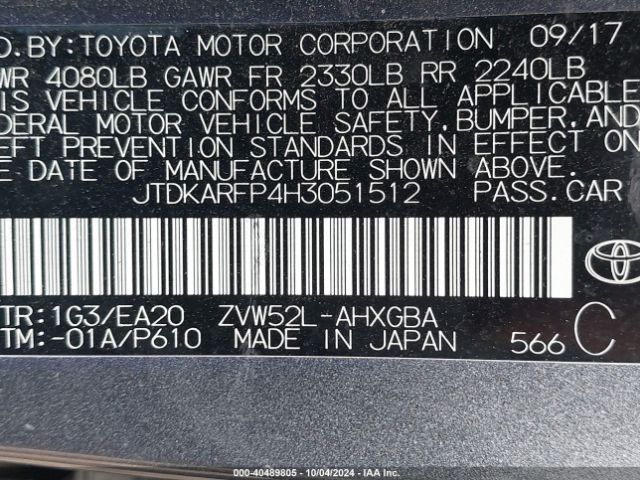 D.BY:TOYOTA MOTOR CORPORATION 09/17
WR 4080LB GAWR FR 2330LB RR 2240LB
IS VEHICLE CONFORMS TO ALL APPLICABLE
DERAL MOTOR VEHICLE SAFETY,BUMPER,AND
EFT PREVENTION STANDARDS IN EFFECT ON
E DATE OF MANUFACTURE SHOWN ABOVE.
JTDKARFP4H3051512 PASS.CAR
TR:1G3/EA20 ZVW52L-AHXGBA C
TM:-01A/P610 MADE IN JAPAN 566
TOYOTA
000-40489805 - 10/04/2024 - IAA Inc.